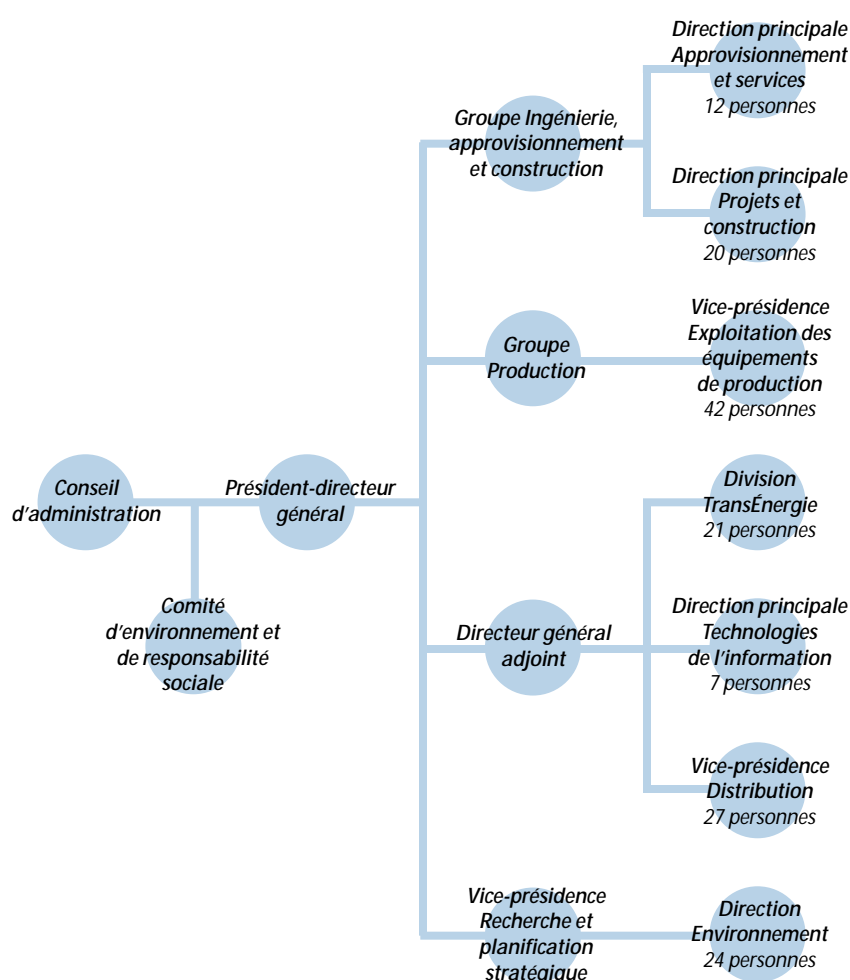 Direction principale
Approvisionnement
et services
12 personnes
Groupe Ingénierie,
approvisionnement
et construction
Direction principale
Projets et
construction
20 personnes
Vice-présidence
Exploitation des
équipements
de production
42 personnes
Groupe
Production
Conseil
d'administration
Président-directeur
général
Division
TransÉnergie
21 personnes
Comité
d'environnement et
de responsabilité
sociale
Directeur général
adjoint
Direction principale
Technologies
de l'information
7 personnes
Vice-présidence
Distribution
27 personnes
Vice-présidence
Recherche et
planification
stratégique
Direction
Environnement
24 personnes